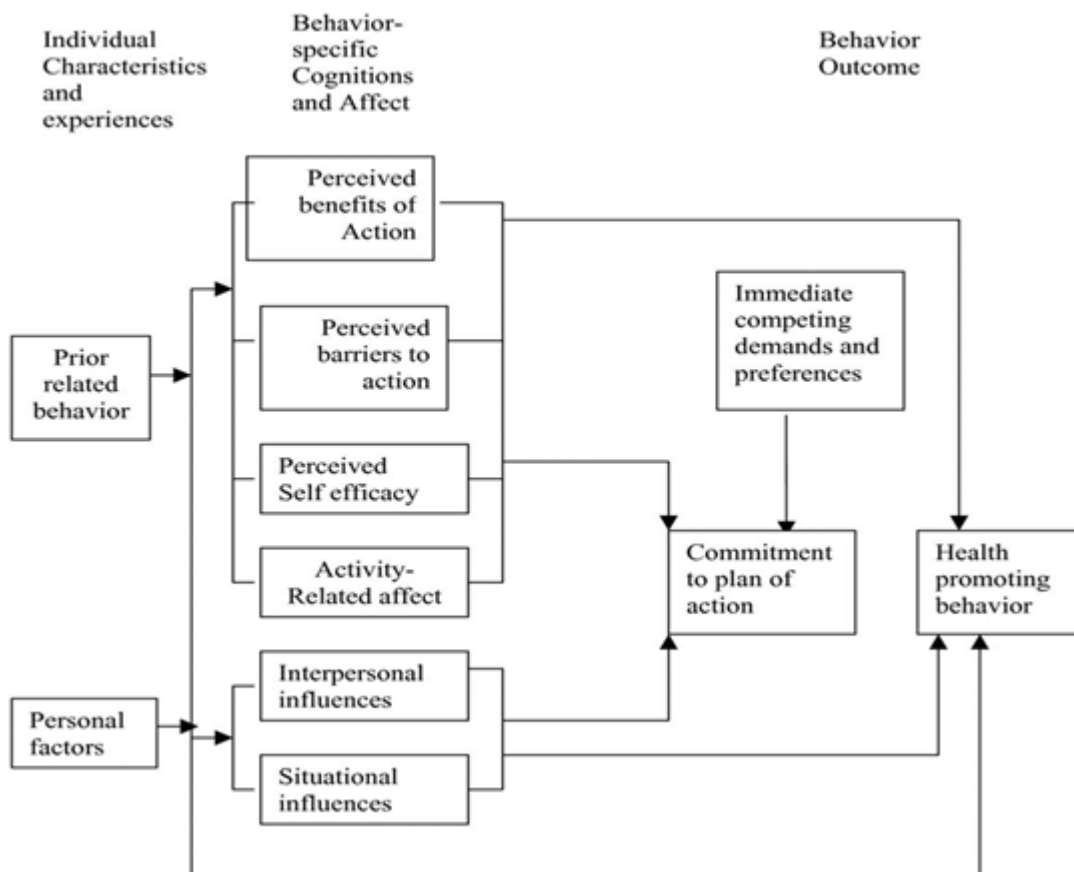 Individual
Characteristics
and
experiences
Behavior-
specific
Cognitions
and Affect
Behavior
Outcome
Perceived
benefits of
Action
Perceived
barriers to
action
Perceived
Self efficacy
Activity-
Related affect
Interpersonal
influences
Situational
influences
Prior
related
behavior
Personal
factors
Immediate
competing
demands and
preferences
Commitment
to plan of
action
Health
promoting
behavior